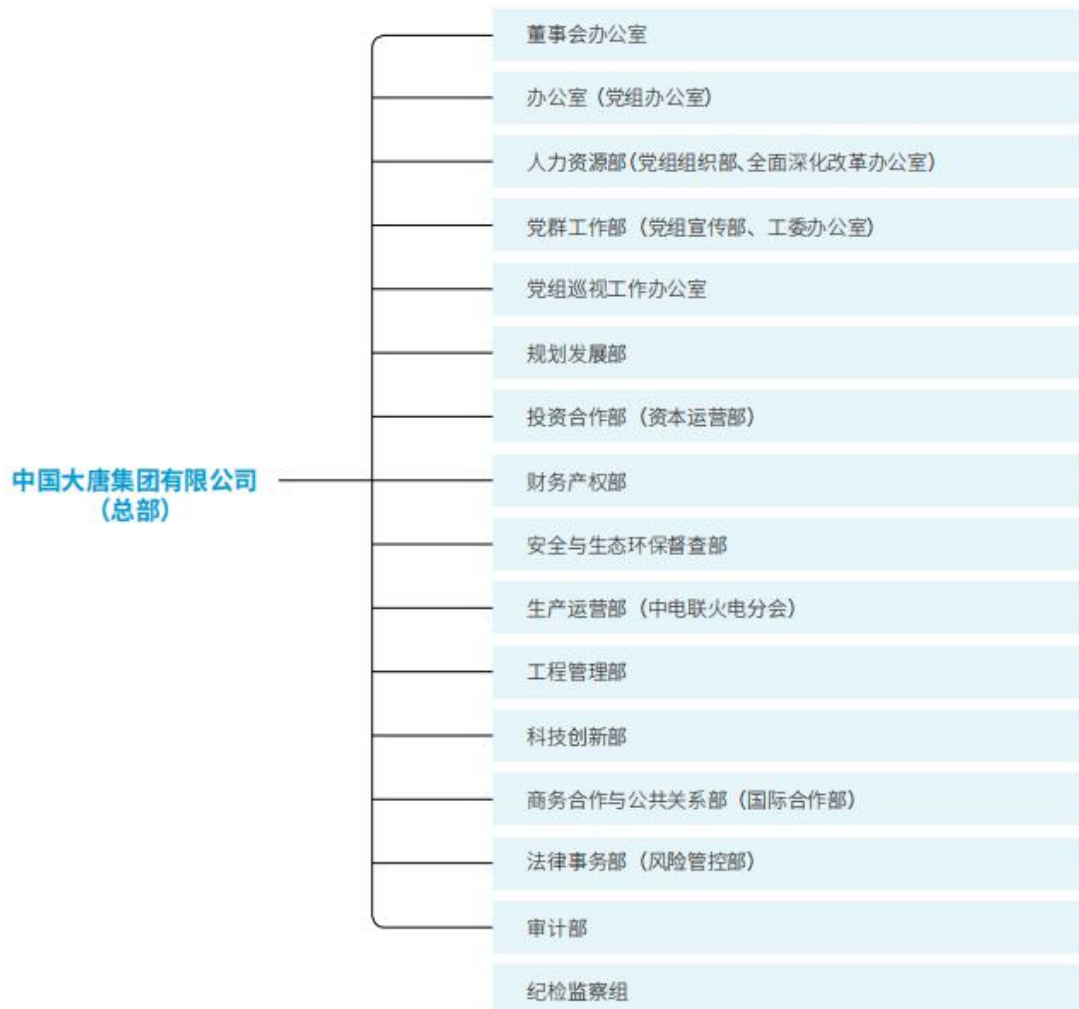 董事会办公室
办公室（党组办公室）
人力资源部（党组组织部、全面深化改革办公室）
党群工作部（党组宣传部、工委办公室）
党组巡视工作办公室
规划发展部
投资合作部（资本运营部）
中国大唐集团有限公司
（总部）
财务产权部
安全与生态环保督查部
生产运营部（中电联火电分会）
工程管理部
科技创新部
商务合作与公共关系部（国际合作部）
法律事务部（风险管控部）
审计部
纪检监察组